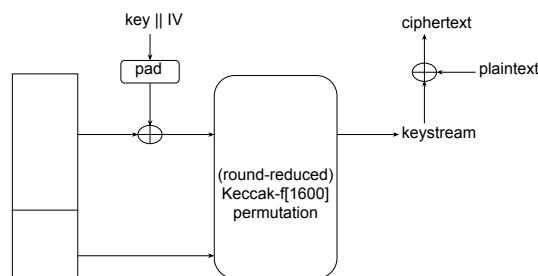 key || IV
pad
ciphertext
plaintext
keystream
(round-reduced)
Keccak-f[1600]
permutation